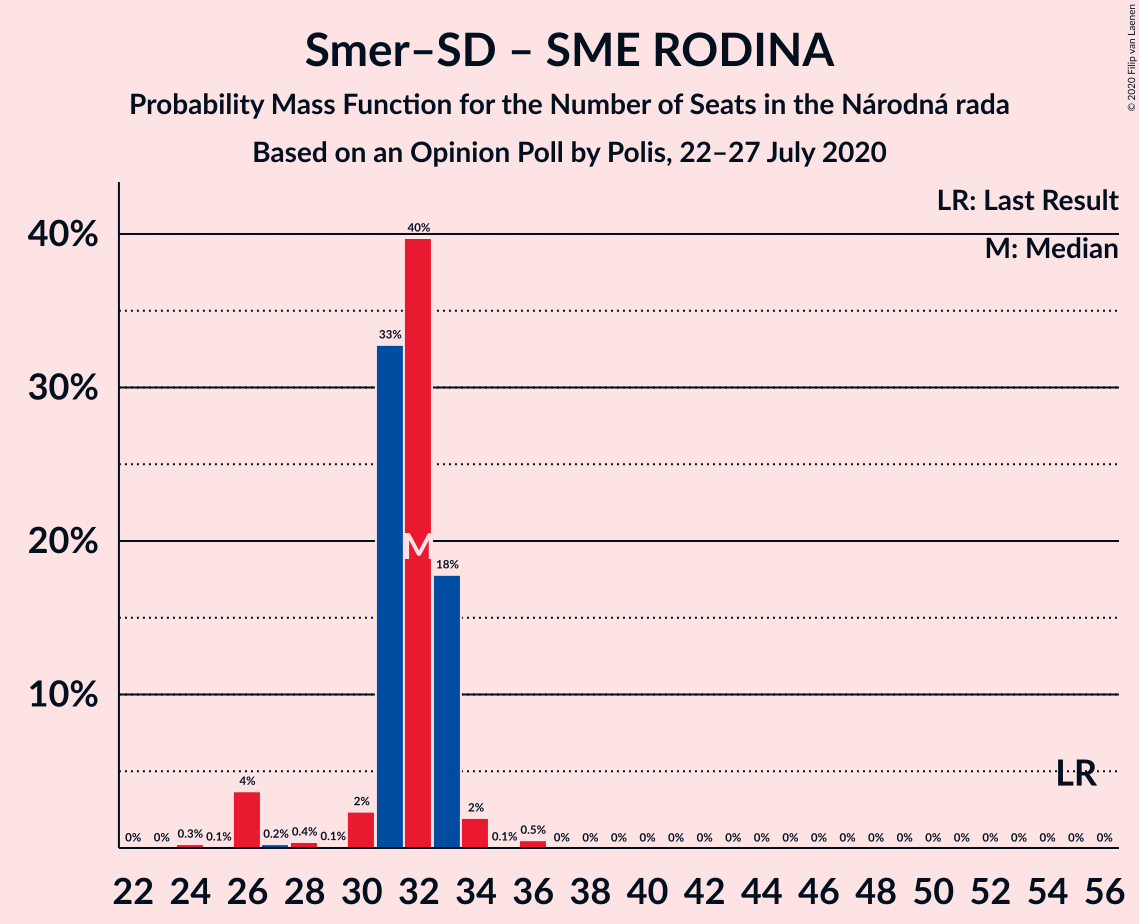 Smer–SD – SME RODINA
Probability Mass Function for the Number of Seats in the Národná rada
Based on an Opinion Poll by Polis, 22–27 July 2020
© 2020 Filip van Laenen
LR: Last Result
M: Median
40%
30%
20%
10%
0% 0% 0.3% 0.1% 4% 0.2% 0.4% 0.1% 2% 33% 40% 18% 2% 0.1% 0.5% 0% 0% 0% 0% 0% 0% 0% 0% 0% 0% 0% 0% 0% 0% 0% 0% 0% 0% 0% 0%
M
LR
22 24 26 28 30 32 34 36 38 40 42 44 46 48 50 52 54 56